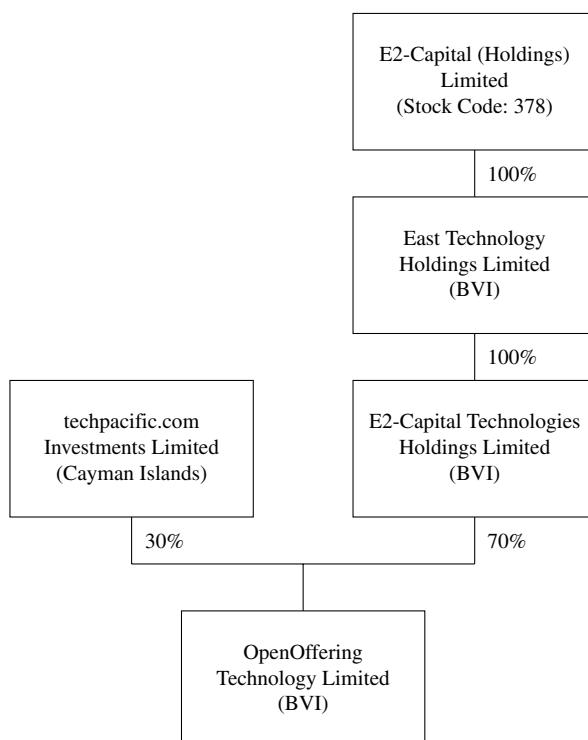 E2-Capital (Holdings)
Limited
(Stock Code: 378)
100%
East Technology
Holdings Limited
(BVI)
100%
techpacific.com
Investments Limited
(Cayman Islands)
E2-Capital Technologies
Holdings Limited
(BVI)
30%
70%
OpenOffering
Technology Limited
(BVI)